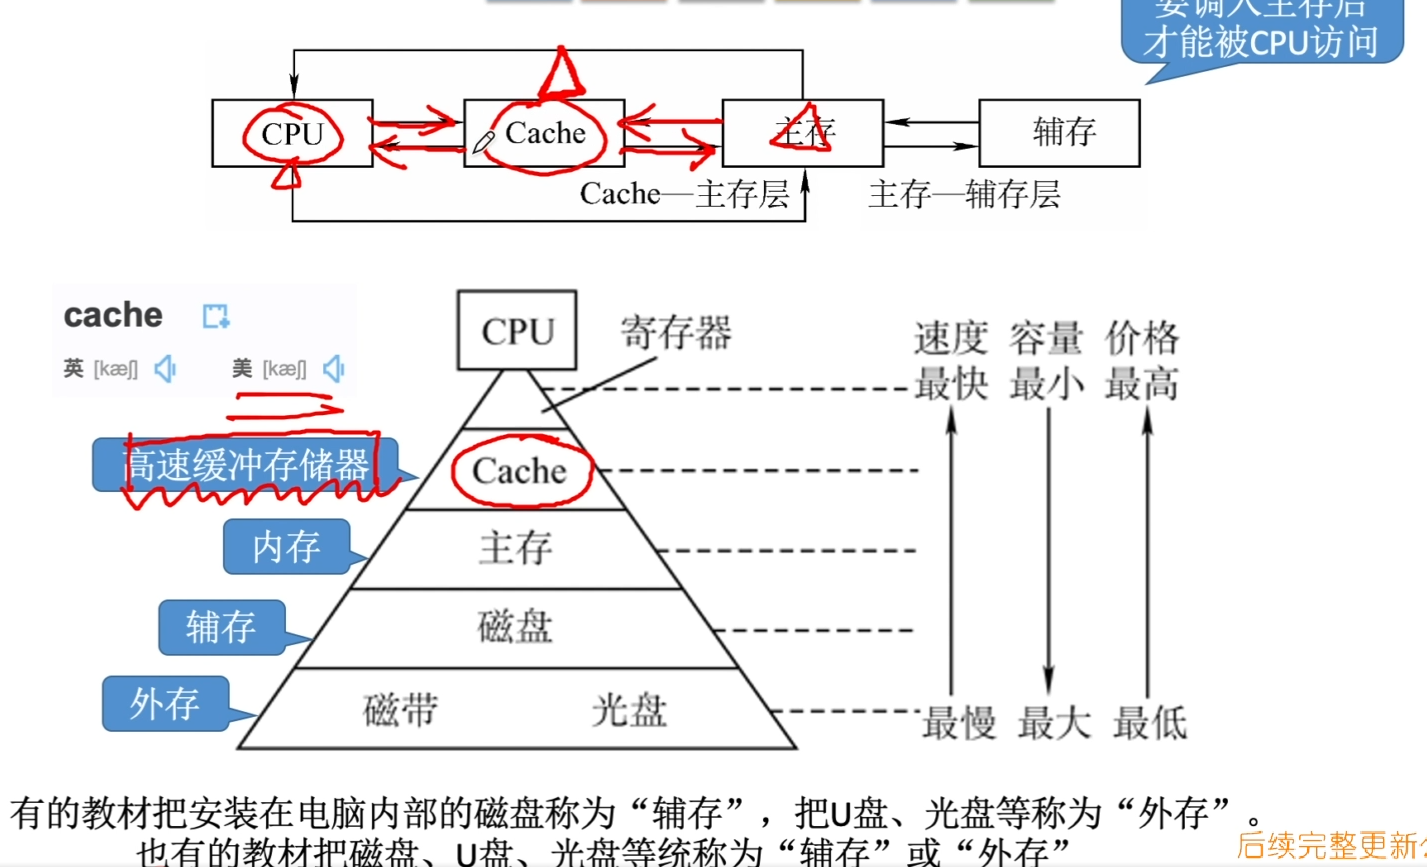 要调入主存后
才能被CPU访问
CPU
Cache
主存
辅存
Cache—主存层
主存—辅存层
cache
英 [kæʃ] 美 [kæʃ]
CPU
寄存器
速度 容量 价格
最快 最小 最高
高速缓冲存储器
Cache
内存
主存
辅存
磁盘
外存
磁带 光盘
最慢 最大 最低
有的教材把安装在电脑内部的磁盘称为“辅存”，把U盘、光盘等称为“外存”。
也有的教材把磁盘、U盘、光盘等统称为“辅存”或“外存”
后续完整更新